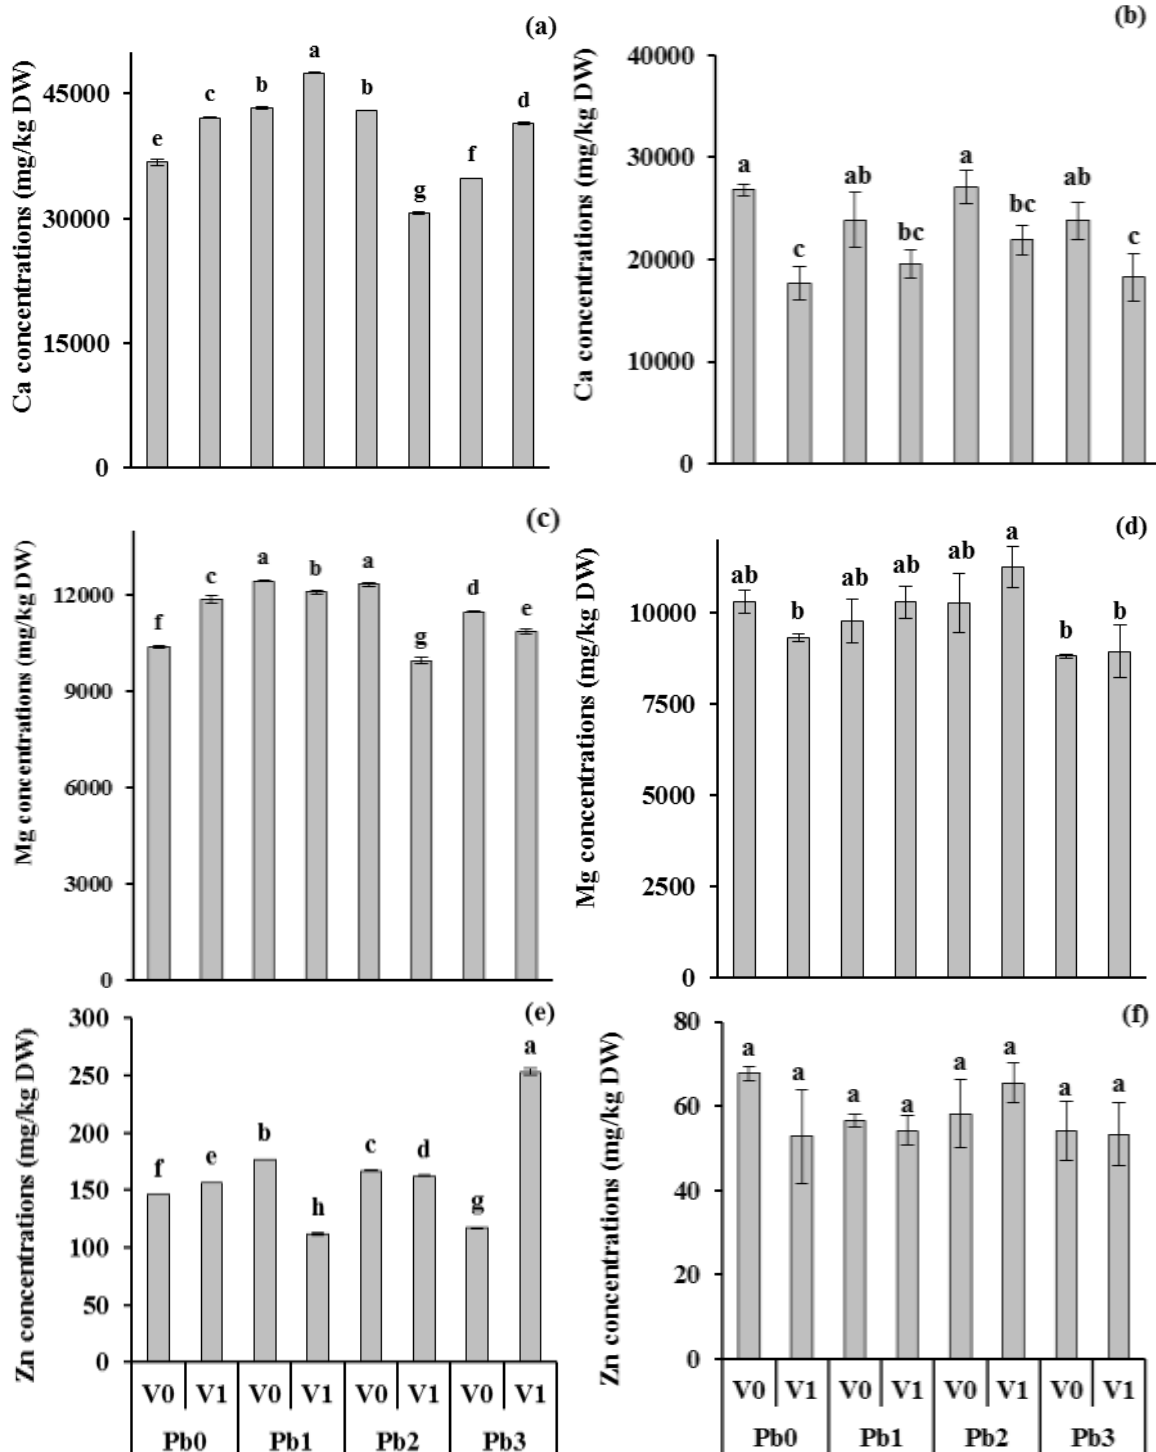 (a)
Ca concentrations (mg/kg DW)
45000
30000
15000
0
e
c
b
a
b
g
f
d
(b)
Ca concentrations (mg/kg DW)
40000
30000
20000
10000
0
a
c
ab
bc
a
bc
ab
c
(c)
Mg concentrations (mg/kg DW)
12000
9000
6000
3000
0
f
c
a
b
a
g
d
e
(d)
Mg concentrations (mg/kg DW)
10000
7500
5000
2500
0
ab
b
ab
ab
ab
a
b
b
(e)
Zn concentrations (mg/kg DW)
300
250
200
150
100
50
0
f
e
b
h
c
d
g
a
V0 V1 V0 V1 V0 V1 V0 V1
Pb0 Pb1 Pb2 Pb3
(f)
Zn concentrations (mg/kg DW)
80
60
40
20
0
a
a
a
a
a
a
a
a
V0 V1 V0 V1 V0 V1 V0 V1
Pb0 Pb1 Pb2 Pb3